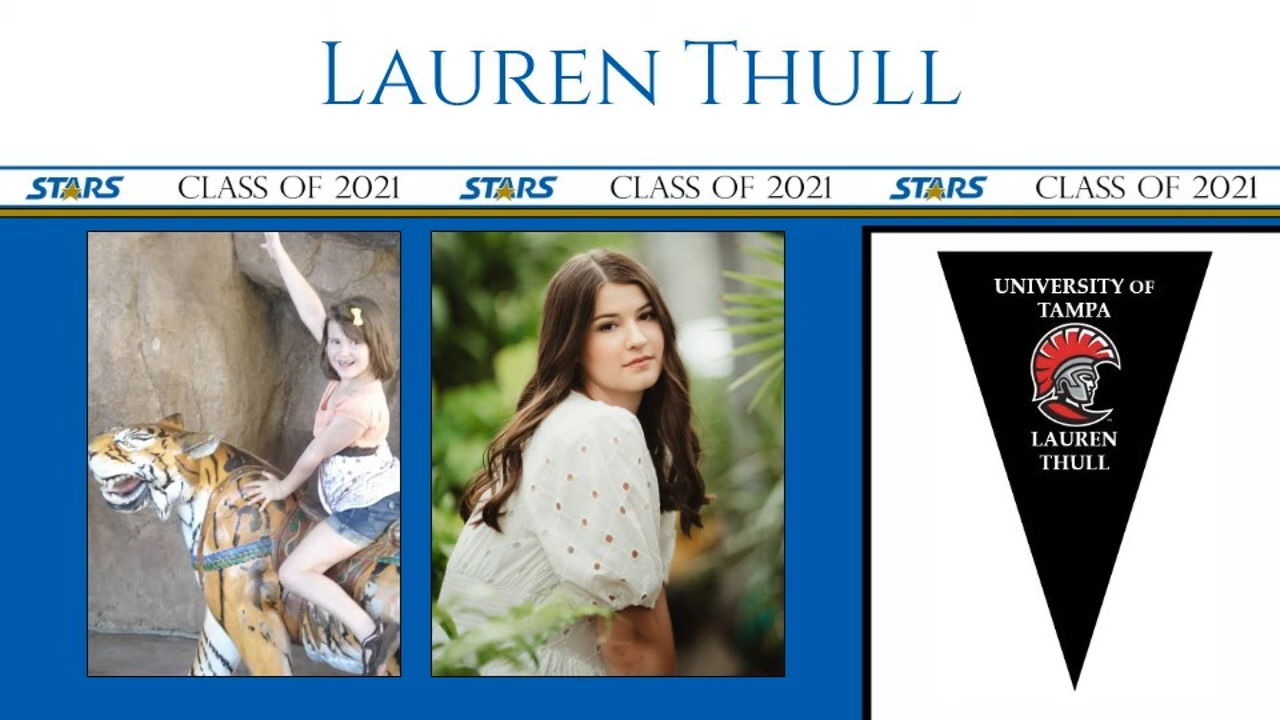 LAUREN THULL
STARS CLASS OF 2021 STARS CLASS OF 2021 STARS CLASS OF 2021
UNIVERSITY OF
TAMPA
LAUREN
THULL